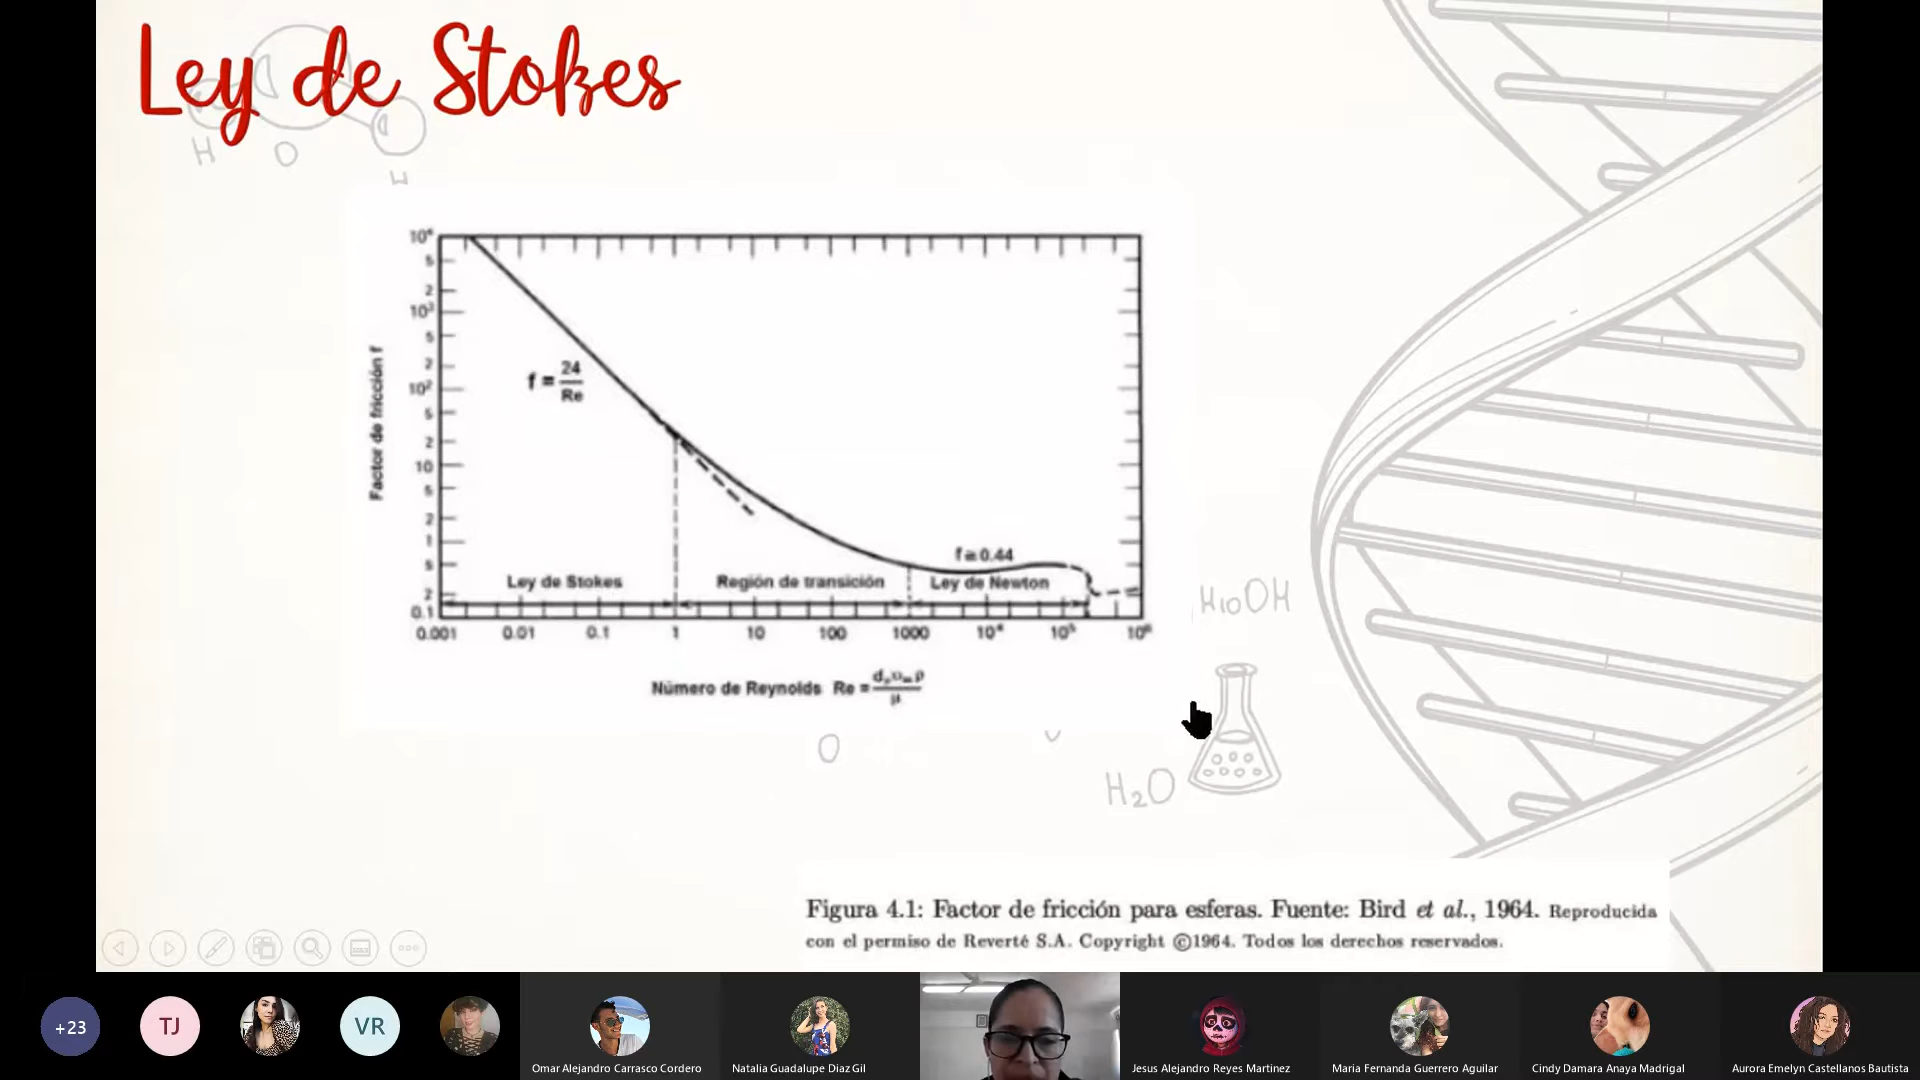 Ley de Stokes
H
O
H
10⁴
5
2
10³
5
2
10²
5
2
10
5
2
1
5
2
0.1
Factor de fricción f
f = 24/Re
f ≅ 0.44
Ley de Stokes
Región de transición
Ley de Newton
0.001 0.01 0.1 1 10 100 1000 10⁴ 10⁵ 10⁶
Número de Reynolds Re =
H₁₀OH
O
H₂O
Figura 4.1: Factor de fricción para esferas. Fuente: Bird et al., 1964. Reproducida
con el permiso de Reverté S.A. Copyright ©1964. Todos los derechos reservados.
+23
TJ
VR
Omar Alejandro Carrasco Cordero
Natalia Guadalupe Diaz Gil
Jesus Alejandro Reyes Martinez
Maria Fernanda Guerrero Aguilar
Cindy Damara Anaya Madrigal
Aurora Emelyn Castellanos Bautista